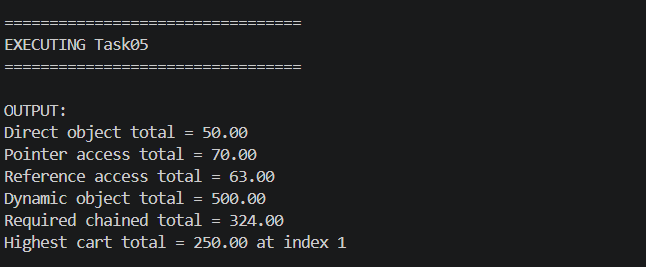 =================================
EXECUTING Task05
=================================
OUTPUT:
Direct object total = 50.00
Pointer access total = 70.00
Reference access total = 63.00
Dynamic object total = 500.00
Required chained total = 324.00
Highest cart total = 250.00 at index 1